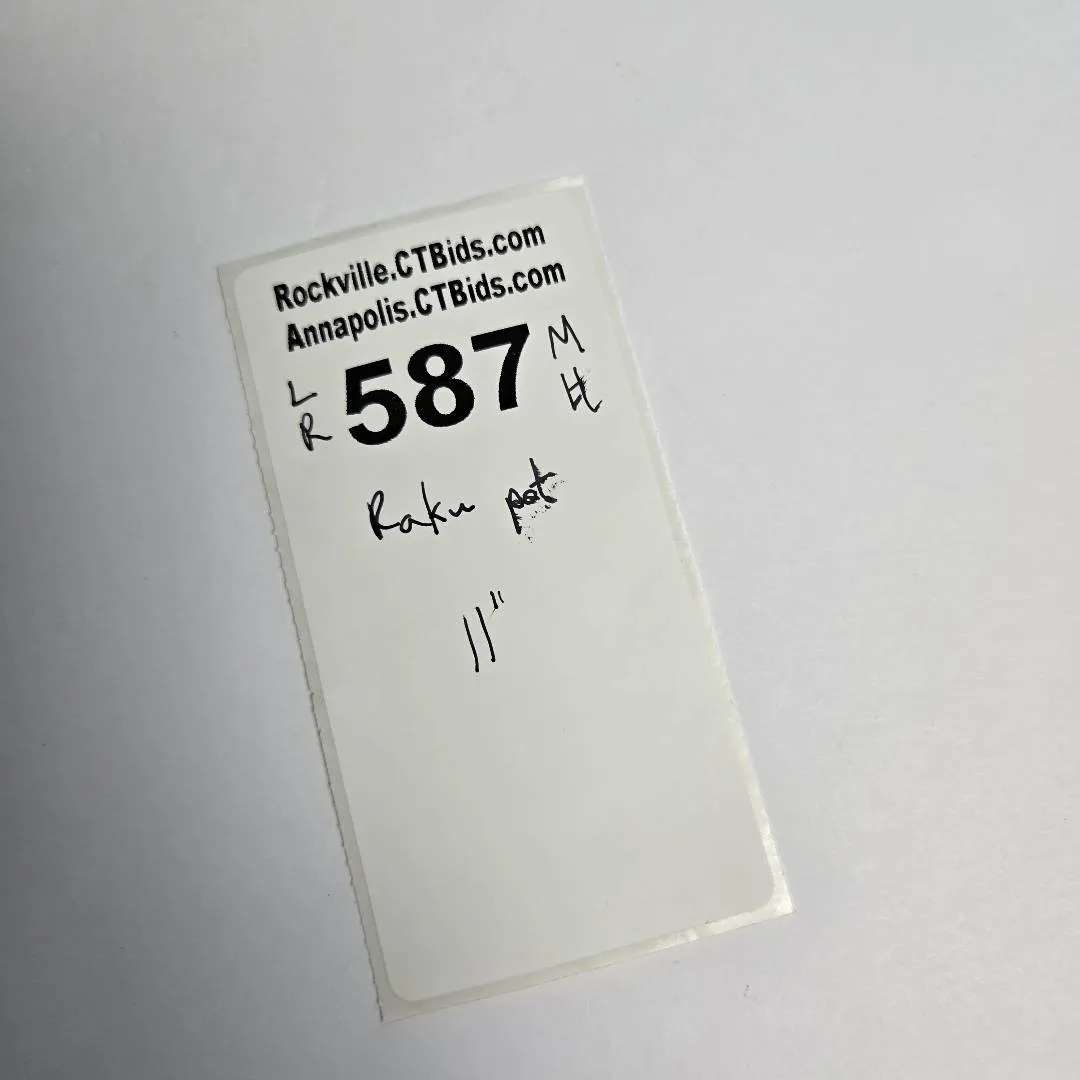 Rockville.CTBids.com
Annapolis.CTBids.com
L 587 M
R H
Raku pot
11"